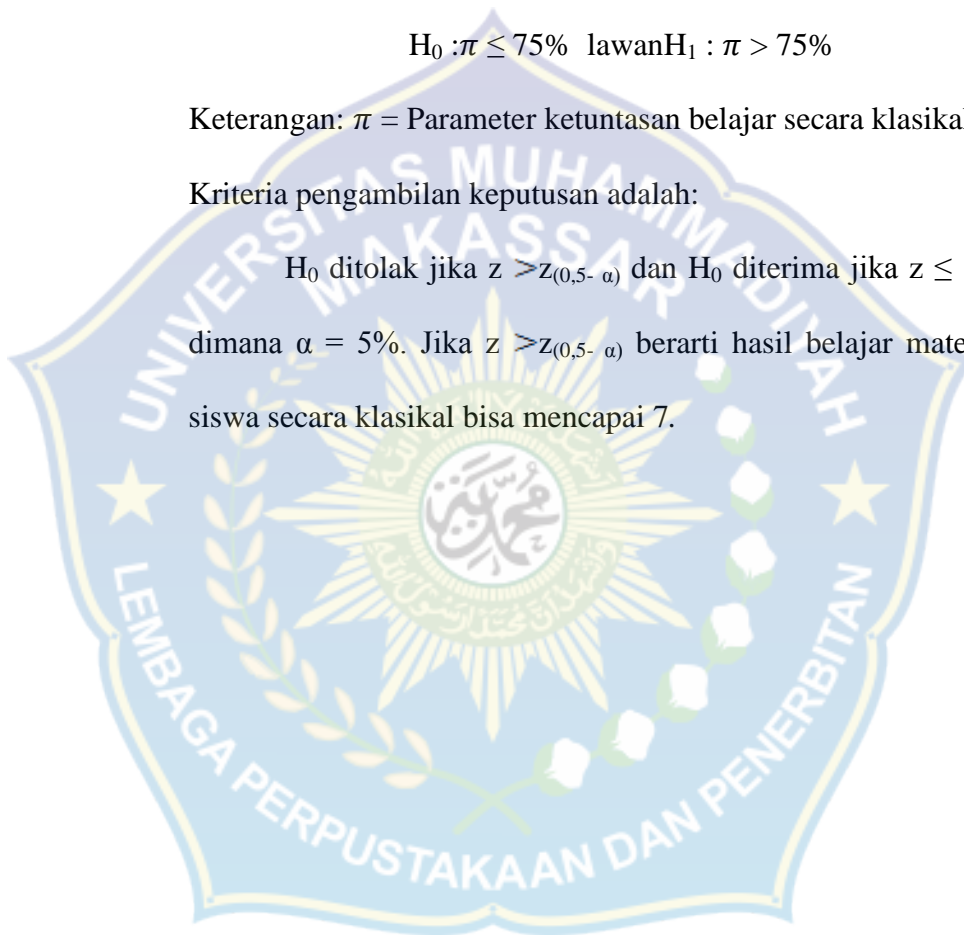 H₀ :π ≤ 75% lawanH₁ : π > 75%
Keterangan: π = Parameter ketuntasan belajar secara klasikal
Kriteria pengambilan keputusan adalah:
H₀ ditolak jika z >z(0,5- α) dan H₀ diterima jika z ≤
dimana α = 5%. Jika z >z(0,5- α) berarti hasil belajar mate
siswa secara klasikal bisa mencapai 7.
UNIVERSITAS MUHAMMADIYAH
MAKASSAR
محمدية
LEMBAGA PERPUSTAKAAN DAN PENERBITAN